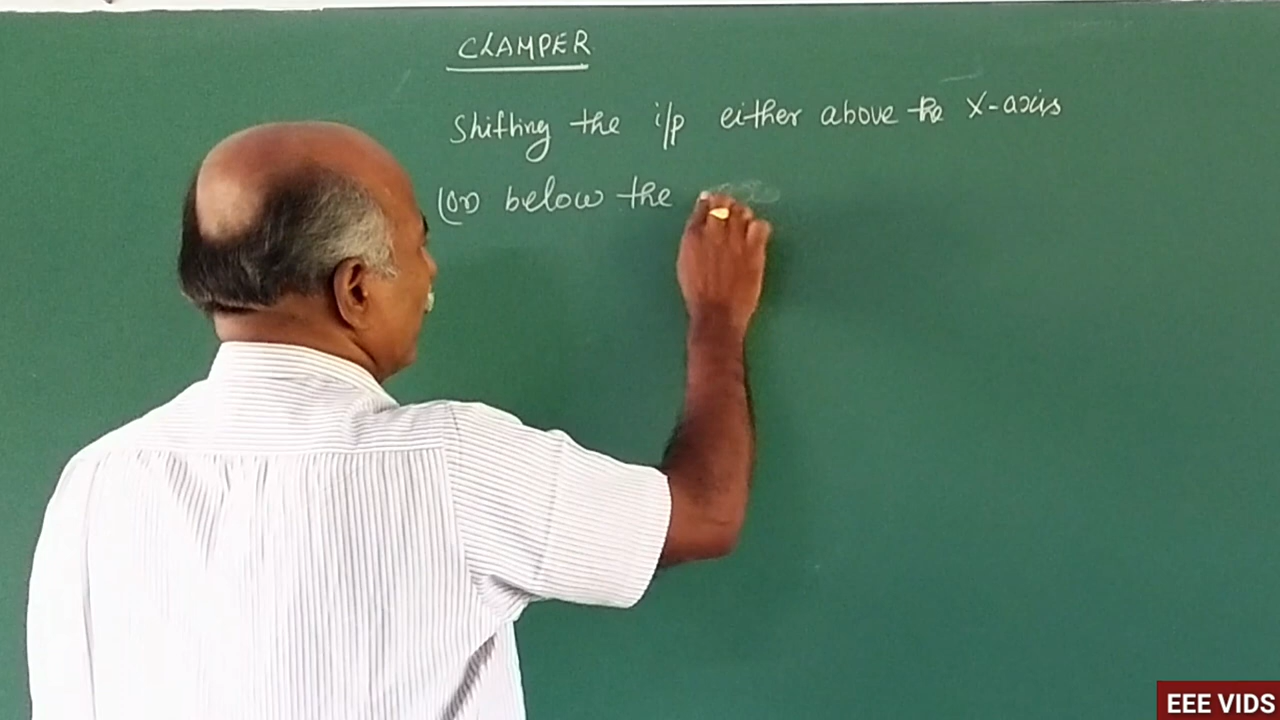 CLAMPER
Shifting the i/p either above the X-axis
(or) below the
EEE VIDS